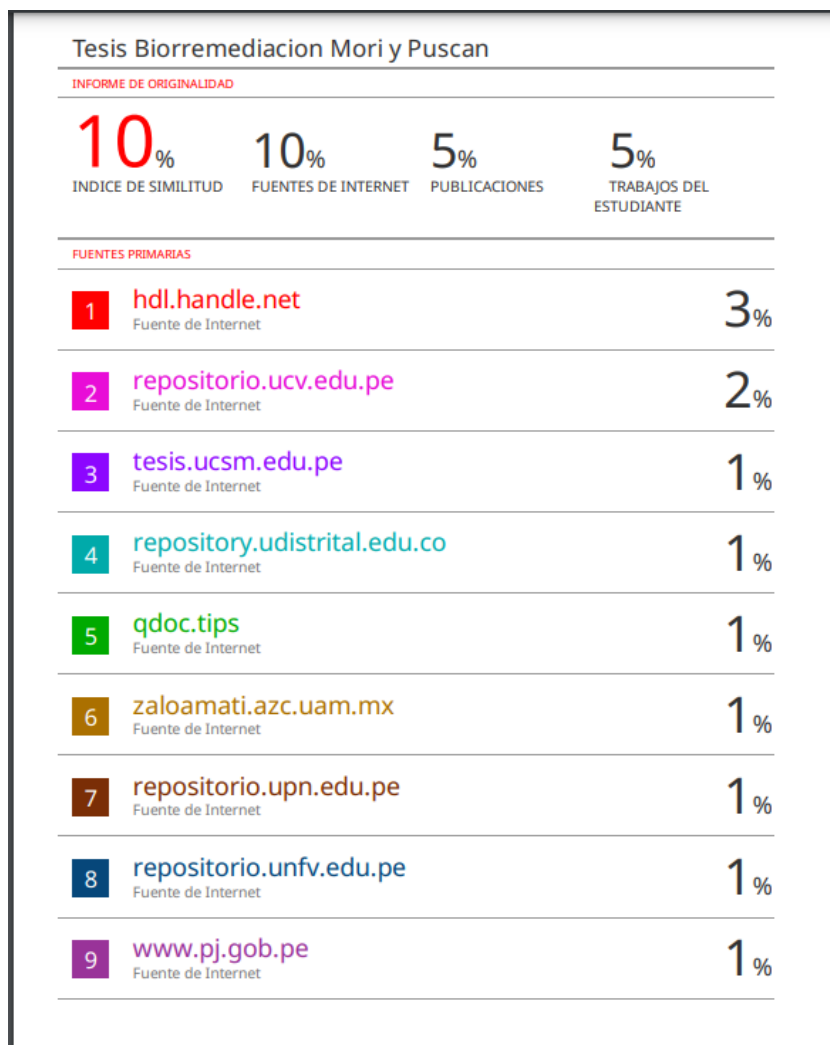 Tesis Biorremediacion Mori y Puscan
INFORME DE ORIGINALIDAD
10% 10% 5% 5%
INDICE DE SIMILITUD FUENTES DE INTERNET PUBLICACIONES TRABAJOS DEL
ESTUDIANTE
FUENTES PRIMARIAS
1 hdl.handle.net 3%
Fuente de Internet
2 repositorio.ucv.edu.pe 2%
Fuente de Internet
3 tesis.ucsm.edu.pe 1%
Fuente de Internet
4 repository.udistrital.edu.co 1%
Fuente de Internet
5 qdoc.tips 1%
Fuente de Internet
6 zaloamati.azc.uam.mx 1%
Fuente de Internet
7 repositorio.upn.edu.pe 1%
Fuente de Internet
8 repositorio.unfv.edu.pe 1%
Fuente de Internet
9 www.pj.gob.pe 1%
Fuente de Internet